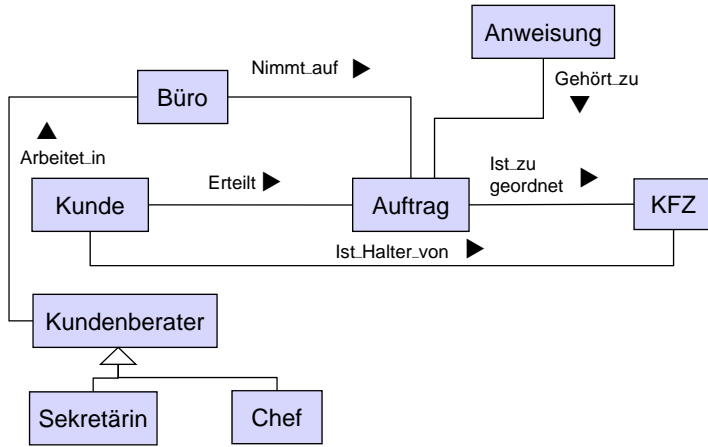 Anweisung
Nimmt_auf
Gehört_zu
Büro
Arbeitet_in
Erteilt
Ist_zu
geordnet
Kunde
Auftrag
KFZ
Ist_Halter_von
Kundenberater
Sekretärin
Chef